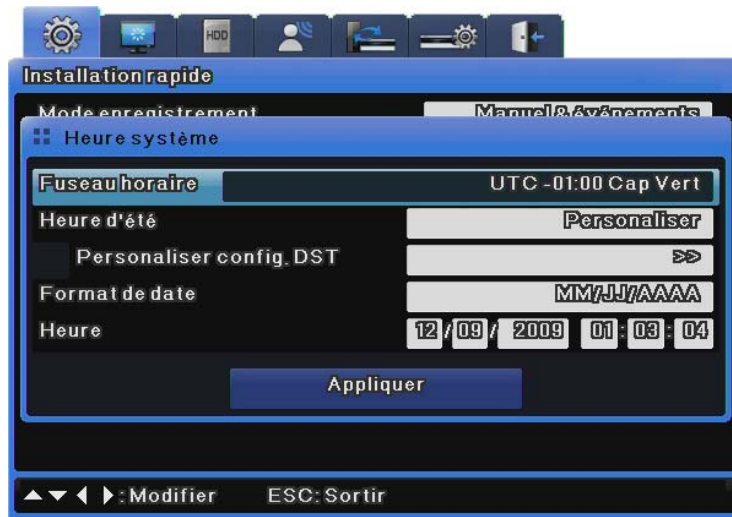 HDD
Installation rapide
Mode enregistrement Manuel & événements
Heure système
Fuseau horaire UTC -01:00 Cap Vert
Heure d'été Personaliser
Personaliser config. DST >>
Format de date MM/JJ/AAAA
Heure 12 / 09 / 2009 01 : 03 : 04
Appliquer
:Modifier ESC:Sortir